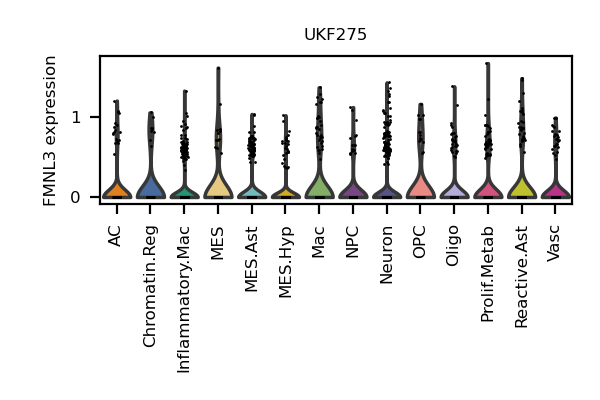 UKF275
FMNL3 expression
1
0
AC
Chromatin.Reg
Inflammatory.Mac
MES
MES.Ast
MES.Hyp
Mac
NPC
Neuron
OPC
Oligo
Prolif.Metab
Reactive.Ast
Vasc